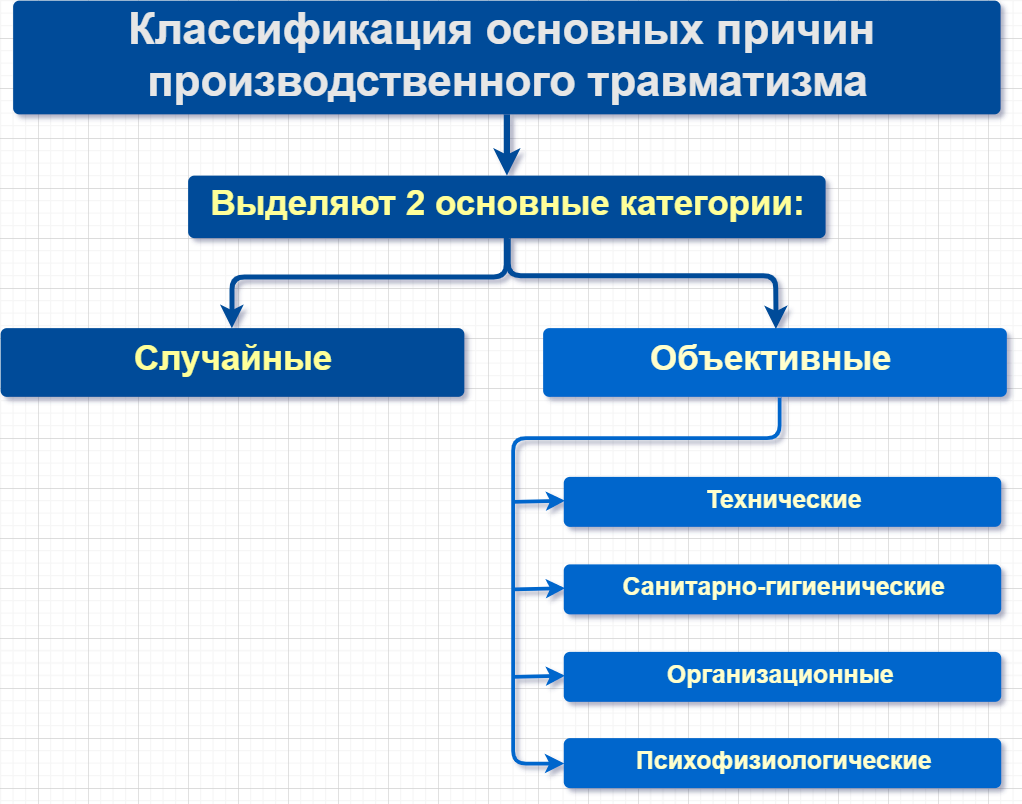 Классификация основных причин
производственного травматизма
Выделяют 2 основные категории:
Случайные
Объективные
Технические
Санитарно-гигиенические
Организационные
Психофизиологические